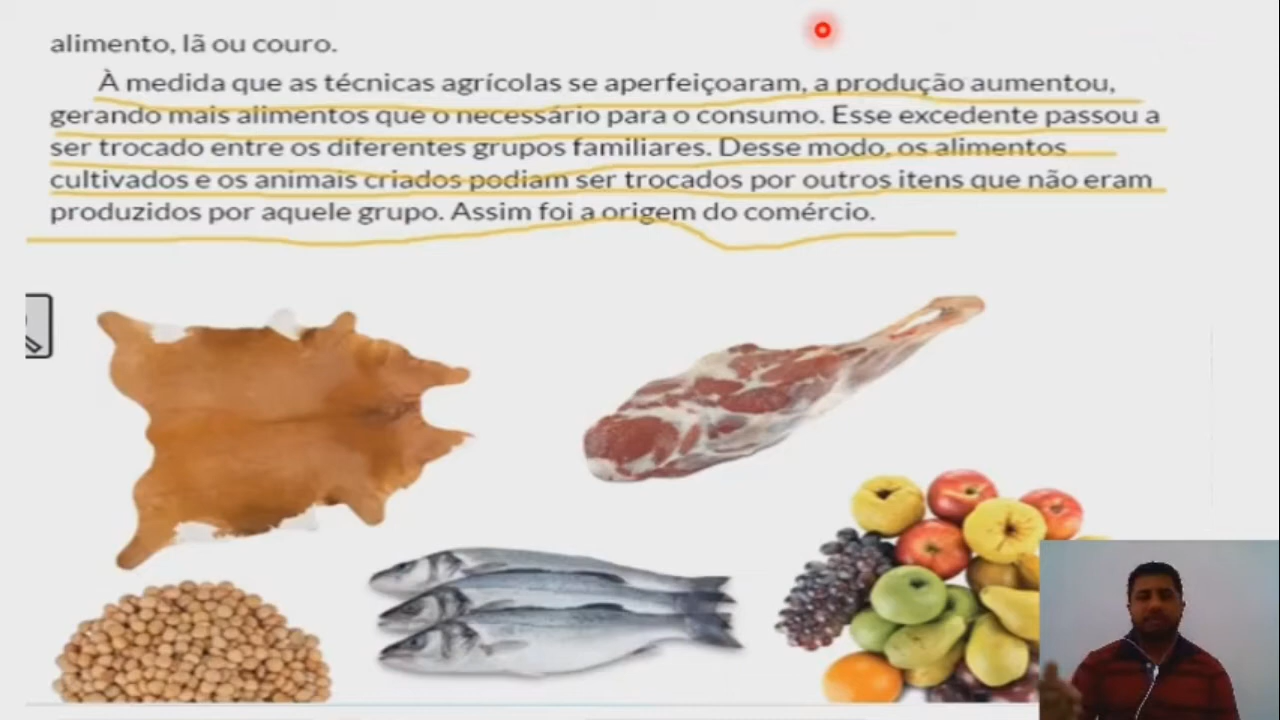 alimento, lã ou couro.
À medida que as técnicas agrícolas se aperfeiçoaram, a produção aumentou,
gerando mais alimentos que o necessário para o consumo. Esse excedente passou a
ser trocado entre os diferentes grupos familiares. Desse modo, os alimentos
cultivados e os animais criados podiam ser trocados por outros itens que não eram
produzidos por aquele grupo. Assim foi a origem do comércio.